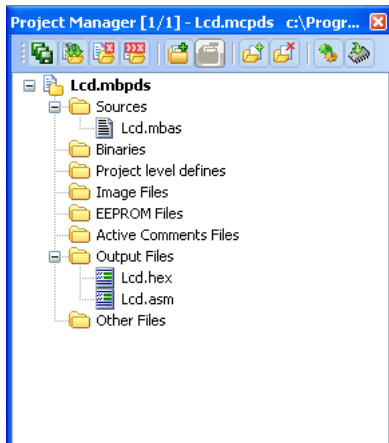 Project Manager [1/1] - Lcd.mcpds c:\Progr...
Lcd.mbpds
Sources
Lcd.mbas
Binaries
Project level defines
Image Files
EEPROM Files
Active Comments Files
Output Files
Lcd.hex
Lcd.asm
Other Files